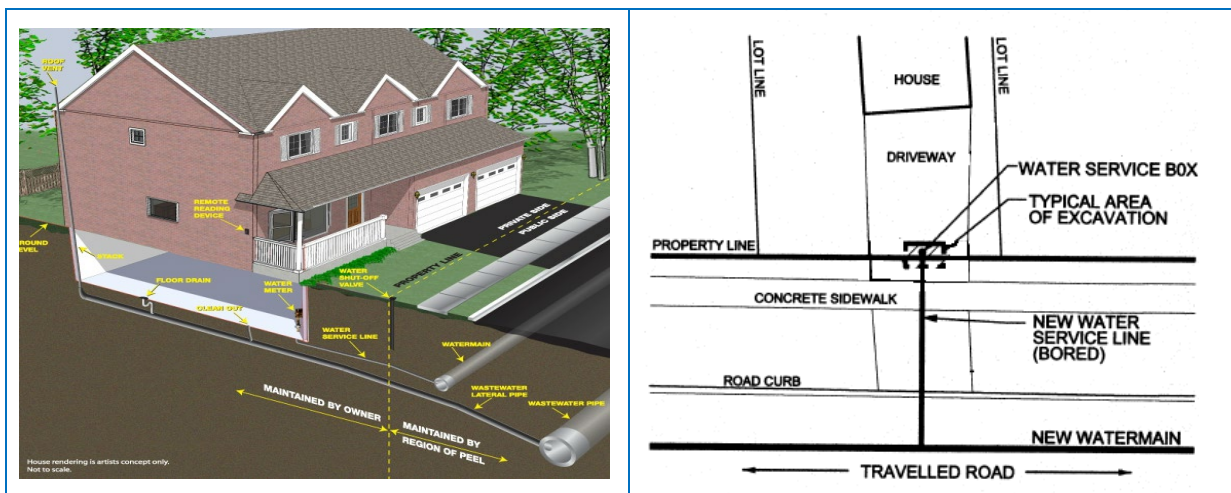 ROOF
VENT
REMOTE
READING
DEVICE
GROUND
LEVEL
STACK
FLOOR DRAIN
CLEAN OUT
WATER
METER
WATER
SHUT-OFF
VALVE
WATER
SERVICE LINE
PROPERTY LINE
PRIVATE SIDE
PUBLIC SIDE
WATERMAIN
WASTEWATER
LATERAL PIPE
WASTEWATER PIPE
MAINTAINED BY OWNER
MAINTAINED BY
REGION OF PEEL
House rendering is artists concept only.
Not to scale.
LOT LINE
HOUSE
LOT LINE
DRIVEWAY
WATER SERVICE B0X
TYPICAL AREA
OF EXCAVATION
PROPERTY LINE
CONCRETE SIDEWALK
NEW WATER
SERVICE LINE
(BORED)
ROAD CURB
NEW WATERMAIN
TRAVELLED ROAD